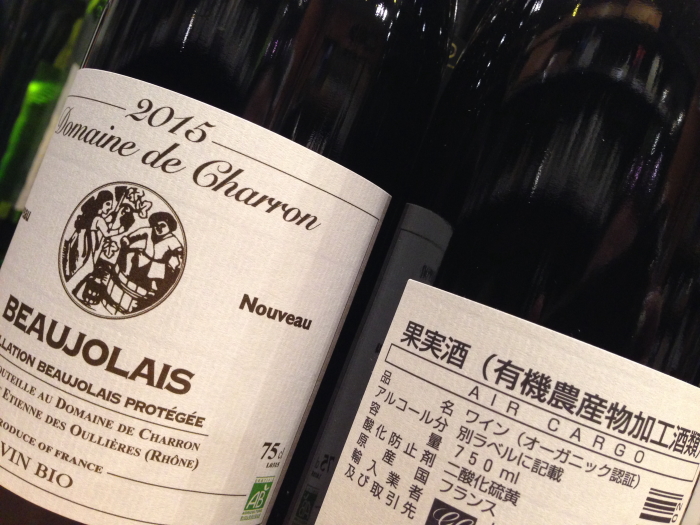 2015
Domaine de Charron
Nouveau
BEAUJOLAIS
LLATION BEAUJOLAIS PROTÉGÉE
OUTEILLE AU DOMAINE DE CHARRON
ETIENNE DES OULLIÈRES (RHÔNE)
RODUCE OF FRANCE
VIN BIO
75cl
AB
果実酒（有機農産物加工酒類）
AIR CARGO
品名 ワイン（オーガニック認証）
アルコール分 別ラベルに記載
容量 750ml
酸化防止剤 二酸化硫黄
原産国 フランス
輸入業者
及び取引先